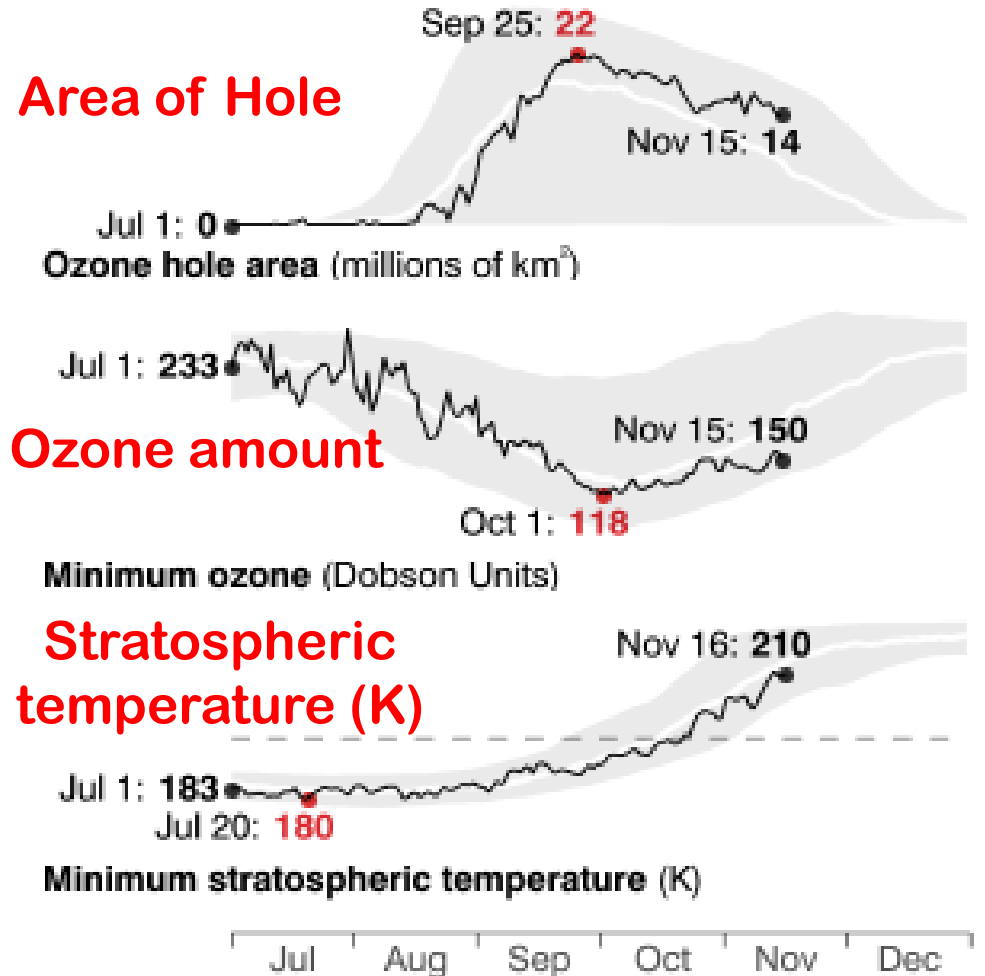 Sep 25: 22
Area of Hole
Nov 15: 14
Jul 1: 0
Ozone hole area (millions of km²)
Jul 1: 233
Ozone amount
Nov 15: 150
Oct 1: 118
Minimum ozone (Dobson Units)
Stratospheric
temperature (K)
Nov 16: 210
Jul 1: 183
Jul 20: 180
Minimum stratospheric temperature (K)
Jul Aug Sep Oct Nov Dec